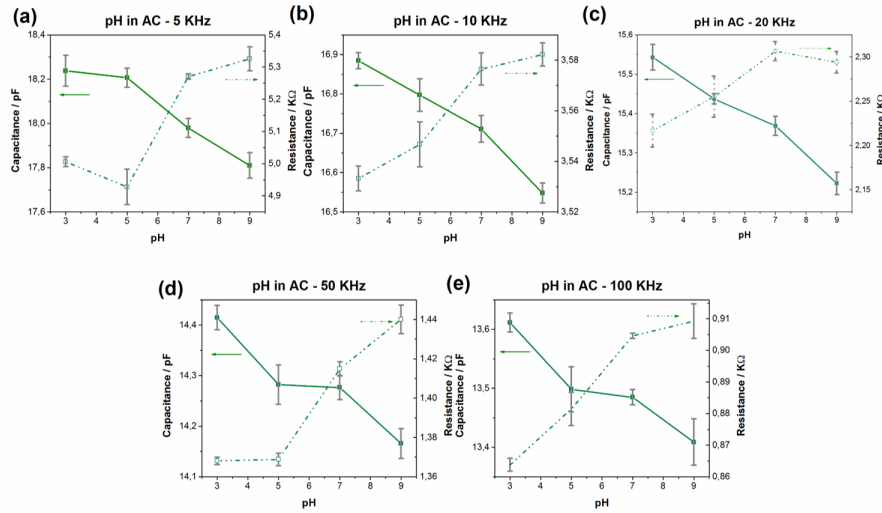 (a)
pH in AC - 5 KHz
18,4
18,2
18,0
17,8
17,6
Capacitance / pF
5,4
5,3
5,2
5,1
5,0
4,9
Resistance / KΩ
3 4 5 6 7 8 9
pH
(b)
pH in AC - 10 KHz
16,9
16,8
16,7
16,6
16,5
Capacitance / pF
3,58
3,56
3,54
3,52
Resistance / KΩ
3 4 5 6 7 8 9
pH
(c)
pH in AC - 20 KHz
15,6
15,5
15,4
15,3
15,2
Capacitance / pF
2,30
2,25
2,20
2,15
Resistance / KΩ
3 4 5 6 7 8 9
pH
(d)
pH in AC - 50 KHz
14,4
14,3
14,2
14,1
Capacitance / pF
1,44
1,42
1,40
1,38
1,36
Resistance / KΩ
3 4 5 6 7 8 9
pH
(e)
pH in AC - 100 KHz
13,6
13,5
13,4
Capacitance / pF
0,91
0,90
0,89
0,88
0,87
0,86
Resistance / KΩ
3 4 5 6 7 8 9
pH